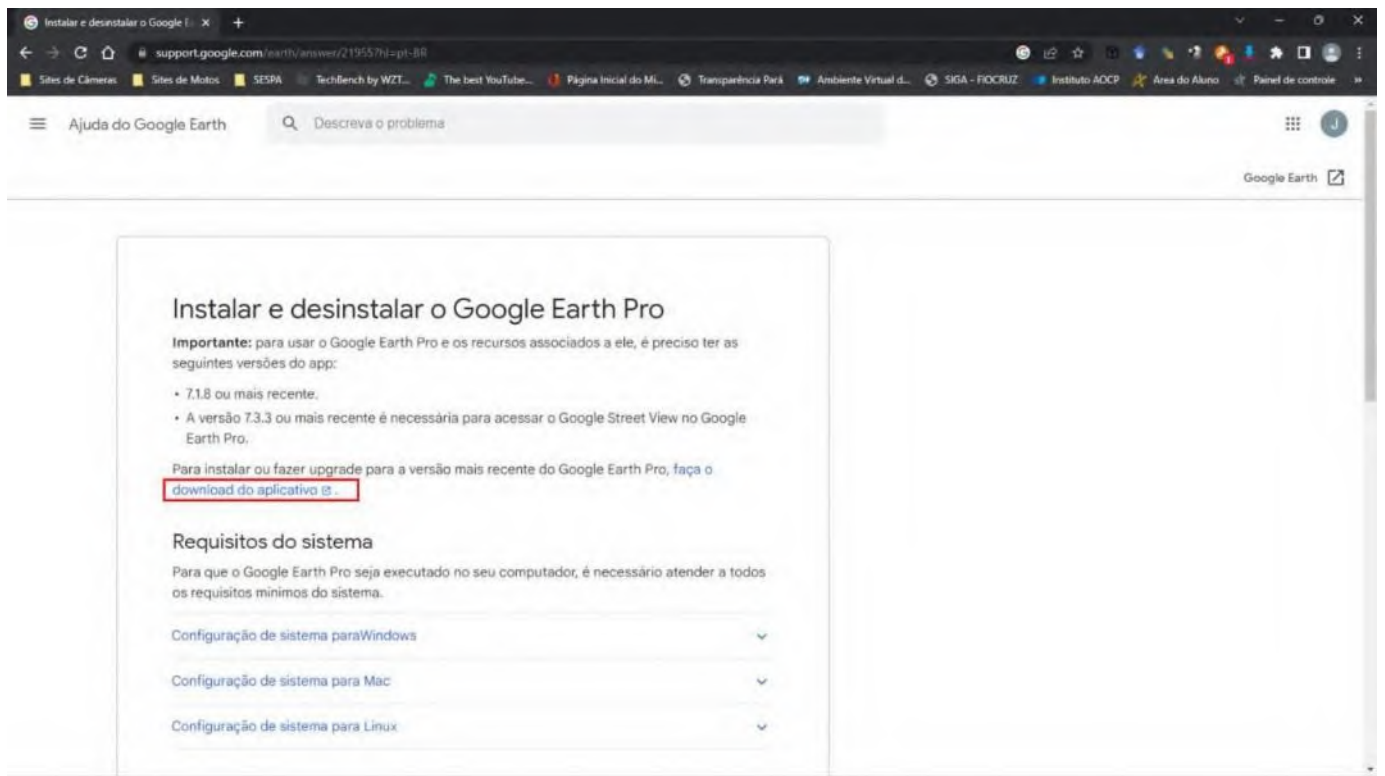 Instalar e desinstalar o Google E
support.google.com/earth/answer/21955?hl=pt-BR
Sites de Câmeras Sites de Motos SESPA TechBench by WZT... The best YouTube... Página Inicial do Mi... Transparência Pará Ambiente Virtual d... SIGA - FIOCRUZ Instituto AOCP Área do Aluno Painel de controle »
Ajuda do Google Earth Descreva o problema J
Google Earth
Instalar e desinstalar o Google Earth Pro
Importante: para usar o Google Earth Pro e os recursos associados a ele, é preciso ter as
seguintes versões do app:
• 7.1.8 ou mais recente.
• A versão 7.3.3 ou mais recente é necessária para acessar o Google Street View no Google
Earth Pro.
Para instalar ou fazer upgrade para a versão mais recente do Google Earth Pro, faça o
download do aplicativo .
Requisitos do sistema
Para que o Google Earth Pro seja executado no seu computador, é necessário atender a todos
os requisitos mínimos do sistema.
Configuração de sistema paraWindows
Configuração de sistema para Mac
Configuração de sistema para Linux